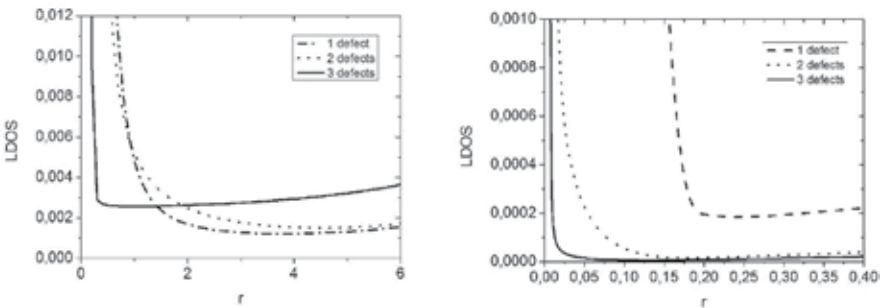 0,012
0,010
0,008
0,006
0,004
0,002
0,000
LDOS
0 2 4 6
r
1 defect
2 defects
3 defects
0,0010
0,0008
0,0006
0,0004
0,0002
0,0000
LDOS
0,00 0,05 0,10 0,15 0,20 0,25 0,30 0,35 0,40
r
1 defect
2 defects
3 defects